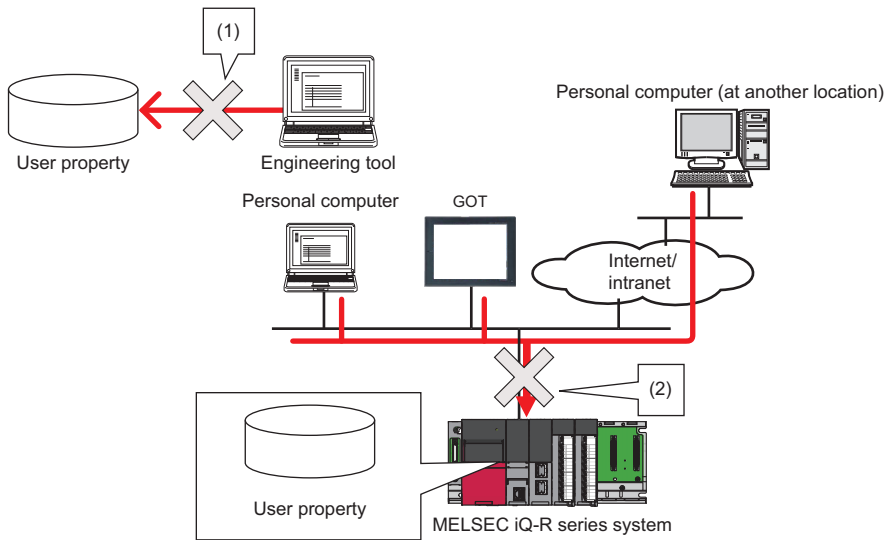 (1)
User property
Engineering tool
Personal computer (at another location)
Personal computer
GOT
Internet/
intranet
(2)
User property
MELSEC iQ-R series system